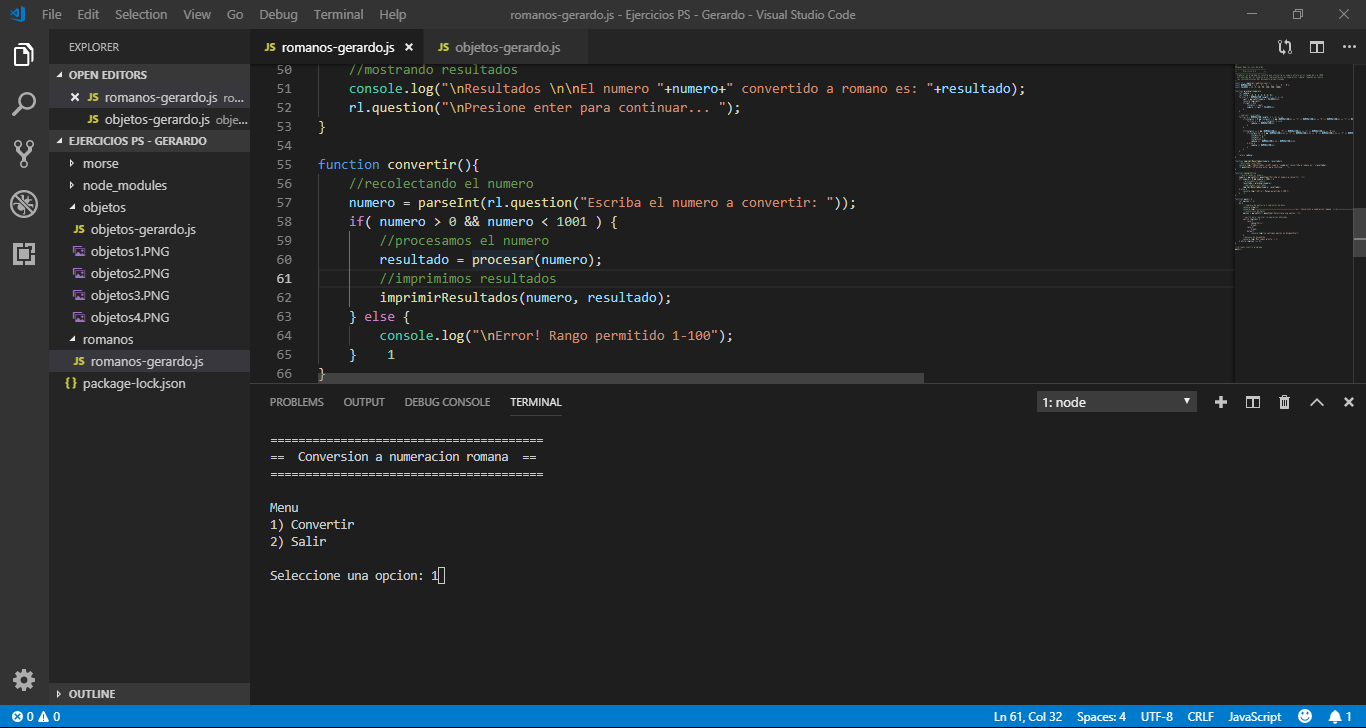 File Edit Selection View Go Debug Terminal Help romanos-gerardo.js - Ejercicios PS - Gerardo - Visual Studio Code
EXPLORER
OPEN EDITORS
JS romanos-gerardo.js ro...
JS objetos-gerardo.js obje...
EJERCICIOS PS - GERARDO
morse
node_modules
objetos
JS objetos-gerardo.js
objetos1.PNG
objetos2.PNG
objetos3.PNG
objetos4.PNG
romanos
JS romanos-gerardo.js
{} package-lock.json
OUTLINE
JS romanos-gerardo.js JS objetos-gerardo.js
50 //mostrando resultados
51 console.log("\nResultados \n\nEl numero "+numero+" convertido a romano es: "+resultado);
52 rl.question("\nPresione enter para continuar... ");
53 }
54
55 function convertir(){
56 //recolectando el numero
57 numero = parseInt(rl.question("Escriba el numero a convertir: "));
58 if( numero > 0 && numero < 1001 ) {
59 //procesamos el numero
60 resultado = procesar(numero);
61 //imprimimos resultados
62 imprimirResultados(numero, resultado);
63 } else {
64 console.log("\nError! Rango permitido 1-100");
65 } 1
66 }
PROBLEMS OUTPUT DEBUG CONSOLE TERMINAL 1: node
=======================================
== Conversion a numeracion romana ==
=======================================
Menu
1) Convertir
2) Salir
Seleccione una opcion: 1
0 0 Ln 61, Col 32 Spaces: 4 UTF-8 CRLF JavaScript 1